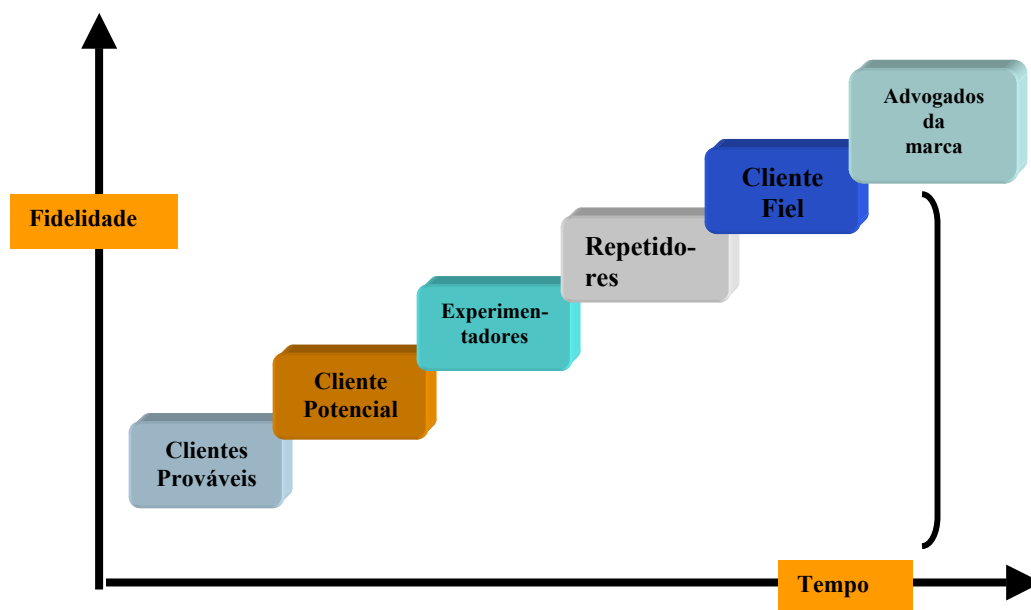 Advogados
da
marca
Cliente
Fiel
Fidelidade
Repetido-
res
Experimen-
tadores
Cliente
Potencial
Clientes
Prováveis
Tempo